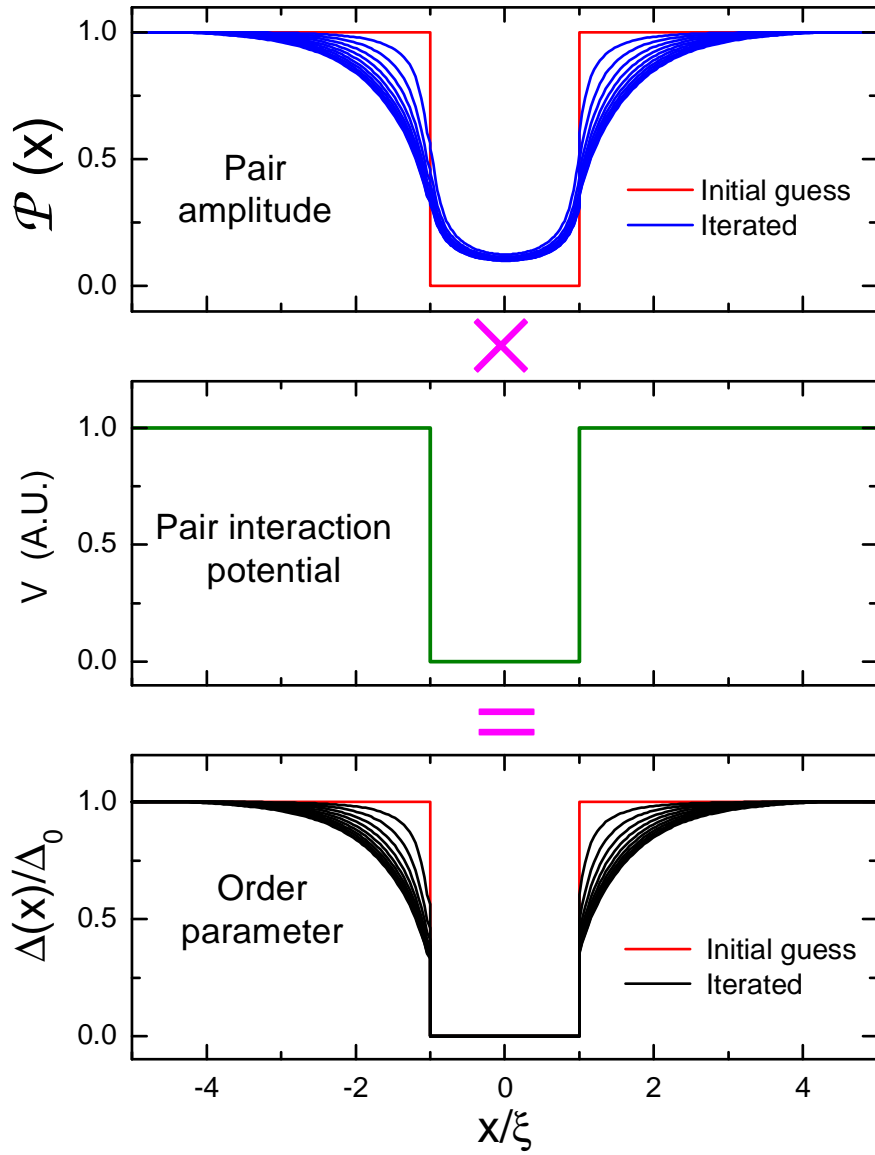 1.0
0.5
0.0
𝒫 (x)
Pair
amplitude
Initial guess
Iterated
×
1.0
0.5
0.0
V (A.U.)
Pair interaction
potential
=
1.0
0.5
0.0
Δ(x)/Δ₀
Order
parameter
Initial guess
Iterated
-4 -2 0 2 4
x/ξ